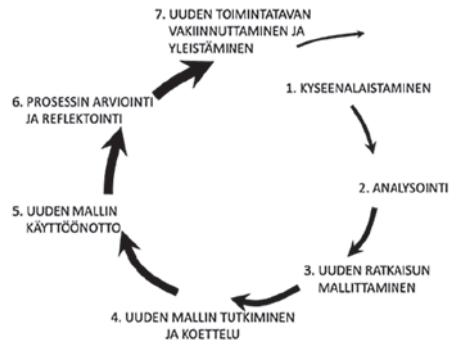 7. UUDEN TOIMINTATAVAN
VAKIINNUTTAMINEN JA
YLEISTÄMINEN
1. KYSEENALAISTAMINEN
2. ANALYSOINTI
3. UUDEN RATKAISUN
MALLITTAMINEN
4. UUDEN MALLIN TUTKIMINEN
JA KOETTELU
5. UUDEN MALLIN
KÄYTTÖÖNOTTO
6. PROSESSIN ARVIOINTI
JA REFLEKTOINTI